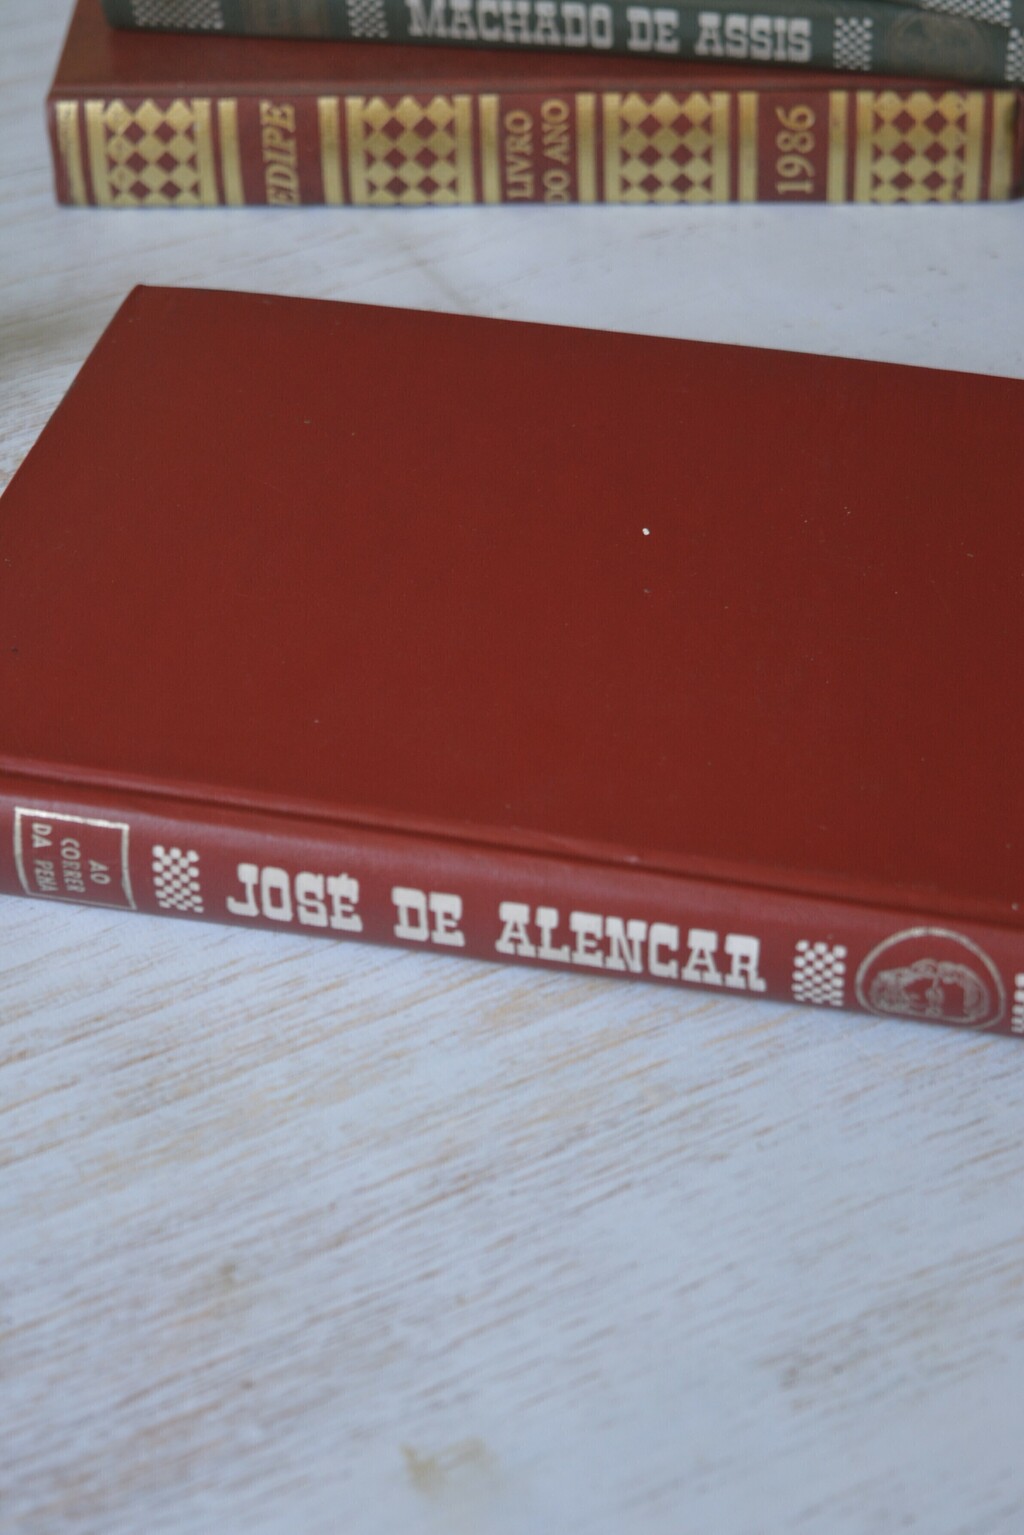 MACHADO DE ASSIS
EDIPE
LIVRO
DO ANO
1986
AO
CORRER
DA PENA
JOSÉ DE ALENCAR